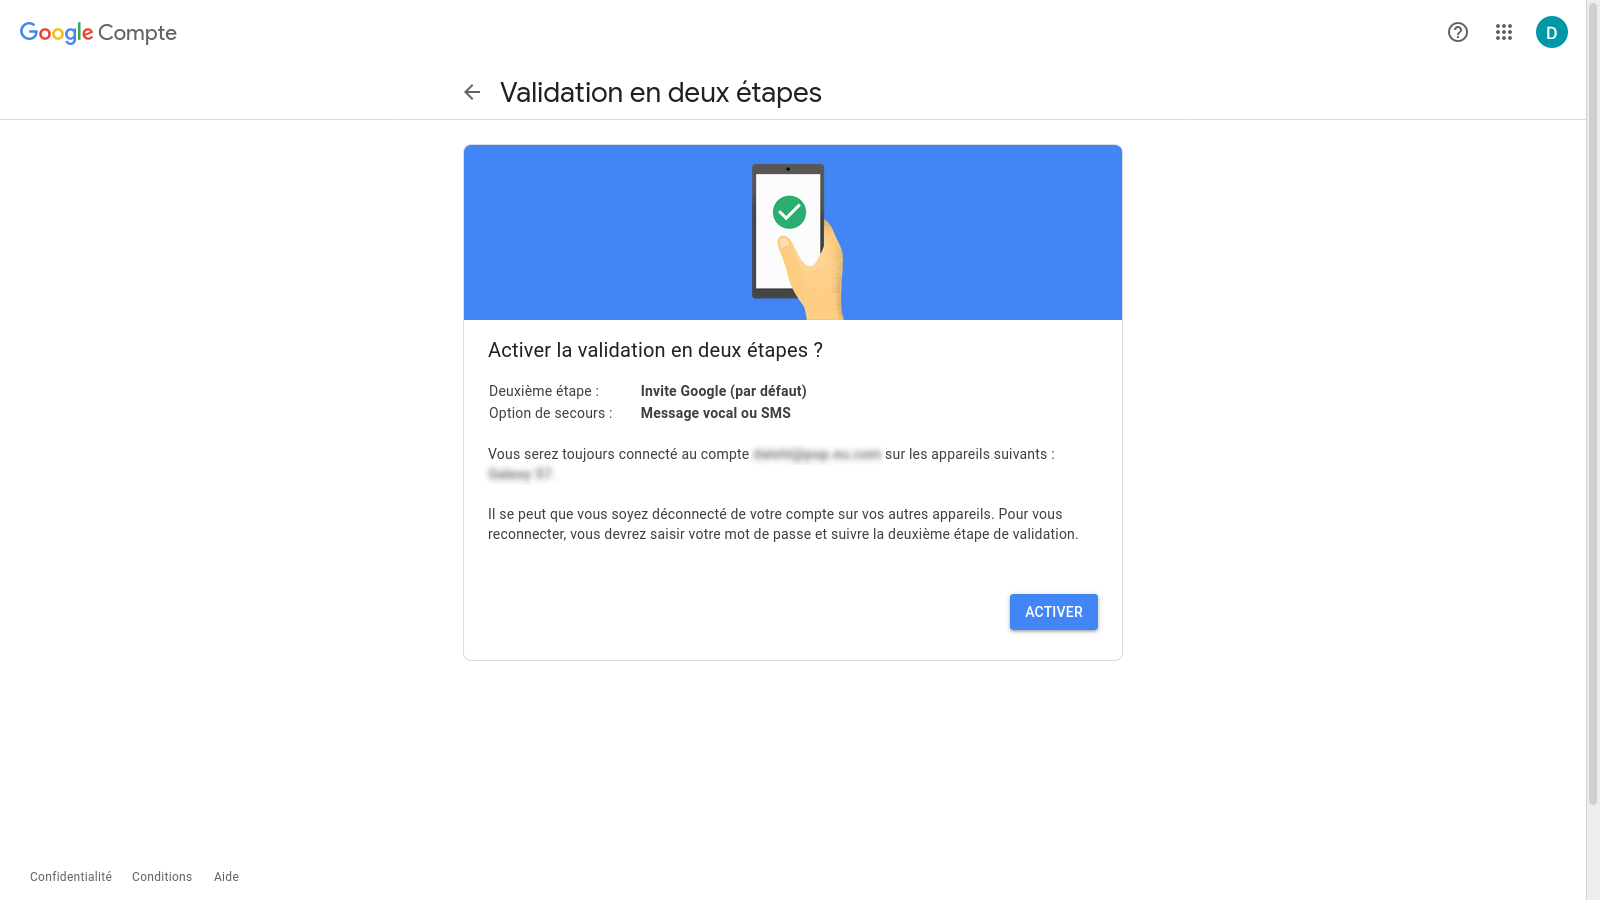 Google Compte
D
Validation en deux étapes
Activer la validation en deux étapes ?
Deuxième étape : Invite Google (par défaut)
Option de secours : Message vocal ou SMS
Vous serez toujours connecté au compte sur les appareils suivants :
Il se peut que vous soyez déconnecté de votre compte sur vos autres appareils. Pour vous
reconnecter, vous devrez saisir votre mot de passe et suivre la deuxième étape de validation.
ACTIVER
Confidentialité Conditions Aide